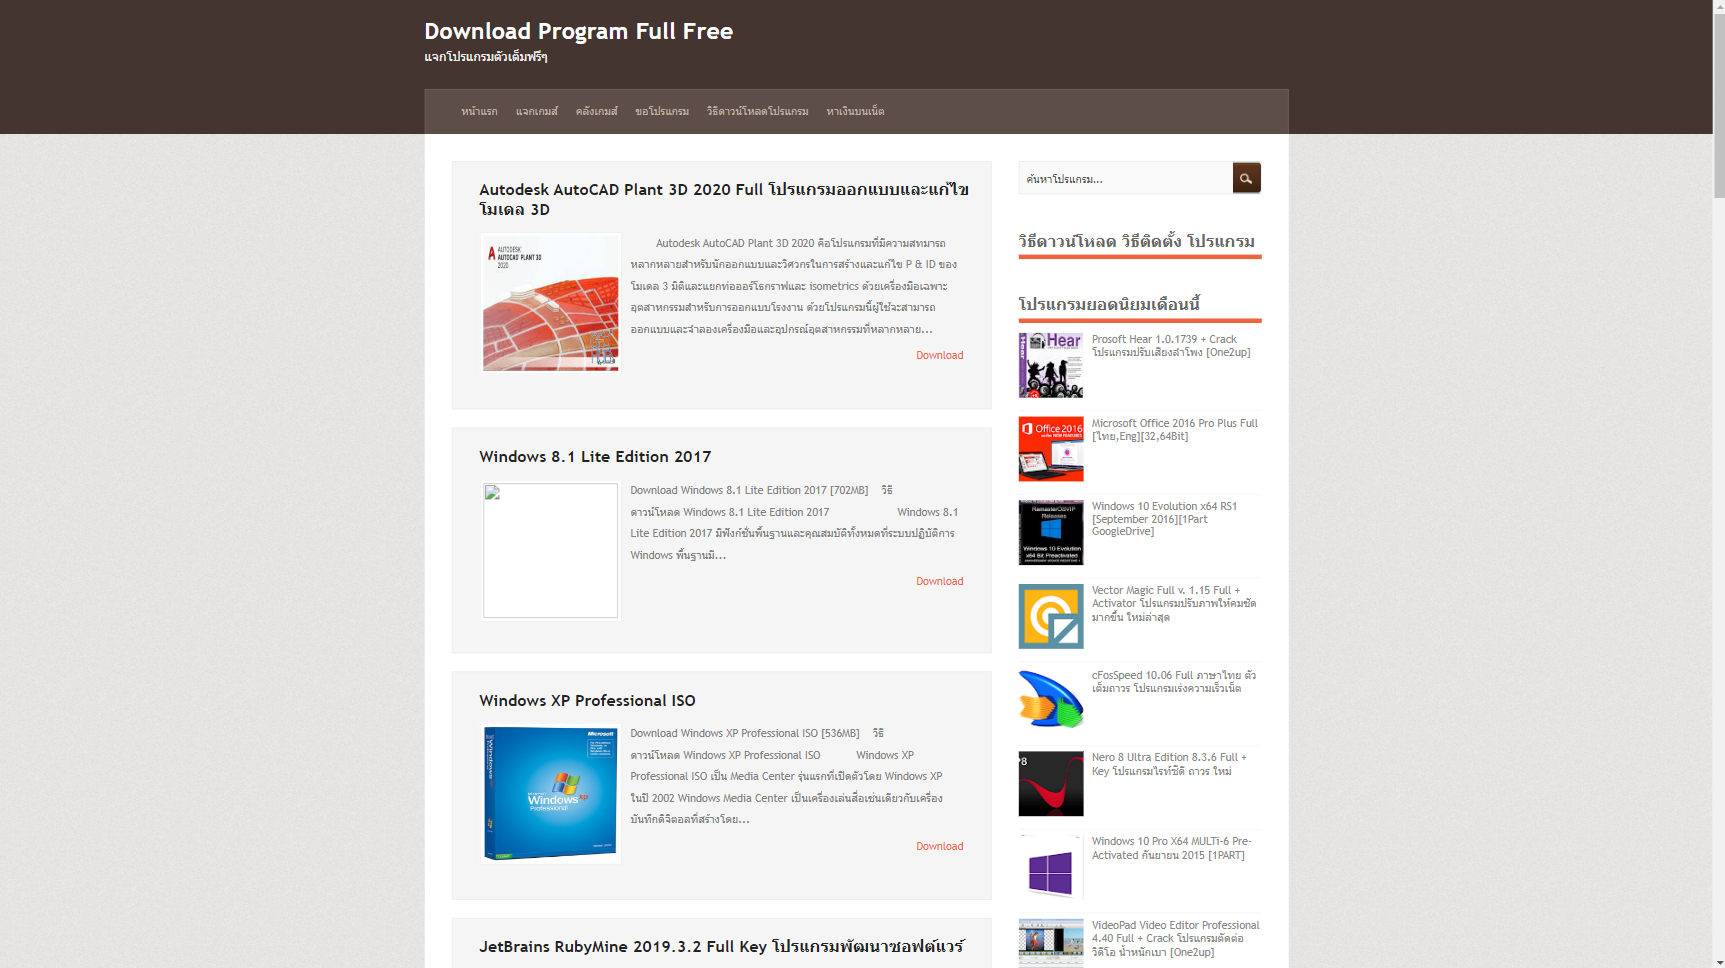 Download Program Full Free
แจกโปรแกรมตัวเต็มฟรีๆ
หน้าแรก แจกเกมส์ คลังเกมส์ ขอโปรแกรม วิธีดาวน์โหลดโปรแกรม หาเงินบนเน็ต
Autodesk AutoCAD Plant 3D 2020 Full โปรแกรมออกแบบและแก้ไข
โมเดล 3D
AUTODESK
AUTOCAD PLANT 3D
2020
Autodesk AutoCAD Plant 3D 2020 คือโปรแกรมที่มีความสทมารถ
หลากหลายสำหรับนักออกแบบและวิศวกรในการสร้างและแก้ไข P & ID ของ
โมเดล 3 มิติและแยกท่อออร์โธกราฟและ isometrics ด้วยเครื่องมือเฉพาะ
อุตสาหกรรมสำหรับการออกแบบโรงงาน ด้วยโปรแกรมนี้ผู้ใช้จะสามารถ
ออกแบบและจำลองเครื่องมือและอุปกรณ์อุตสาหกรรมที่หลากหลาย...
Download
Windows 8.1 Lite Edition 2017
Download Windows 8.1 Lite Edition 2017 [702MB] วิธี
ดาวน์โหลด Windows 8.1 Lite Edition 2017 Windows 8.1
Lite Edition 2017 มีฟังก์ชั่นพื้นฐานและคุณสมบัติทั้งหมดที่ระบบปฏิบัติการ
Windows พื้นฐานมี...
Download
Windows XP Professional ISO
Microsoft
Windows xp
Professional
Download Windows XP Professional ISO [536MB] วิธี
ดาวน์โหลด Windows XP Professional ISO Windows XP
Professional ISO เป็น Media Center รุ่นแรกที่เปิดตัวโดย Windows XP
ในปี 2002 Windows Media Center เป็นเครื่องเล่นสื่อเช่นเดียวกับเครื่อง
บันทึกดิจิตอลที่สร้างโดย...
Download
JetBrains RubyMine 2019.3.2 Full Key โปรแกรมพัฒนาซอฟต์แวร์
ค้นหาโปรแกรม...
วิธีดาวน์โหลด วิธีติดตั้ง โปรแกรม
โปรแกรมยอดนิยมเดือนนี้
Hear
Prosoft Hear 1.0.1739 + Crack
โปรแกรมปรับเสียงลำโพง [One2up]
Office 2016
Microsoft Office 2016 Pro Plus Full
[ไทย,Eng][32,64Bit]
RemasterOSVIP
Releases
Windows 10 Evolution
x64 Bit Preactivated
Windows 10 Evolution x64 RS1
[September 2016][1Part
GoogleDrive]
Vector Magic Full v. 1.15 Full +
Activator โปรแกรมปรับภาพให้คมชัด
มากขึ้น ใหม่ล่าสุด
cFosSpeed 10.06 Full ภาษาไทย ตัว
เต็มถาวร โปรแกรมเร่งความเร็วเน็ต
Nero 8 Ultra Edition 8.3.6 Full +
Key โปรแกรมไรท์ซีดี ถาวร ใหม่
Windows 10 Pro X64 MULTi-6 Pre-
Activated กันยายน 2015 [1PART]
VideoPad Video Editor Professional
4.40 Full + Crack โปรแกรมตัดต่อ
วิดีโอ น้ำหนักเบา [One2up]